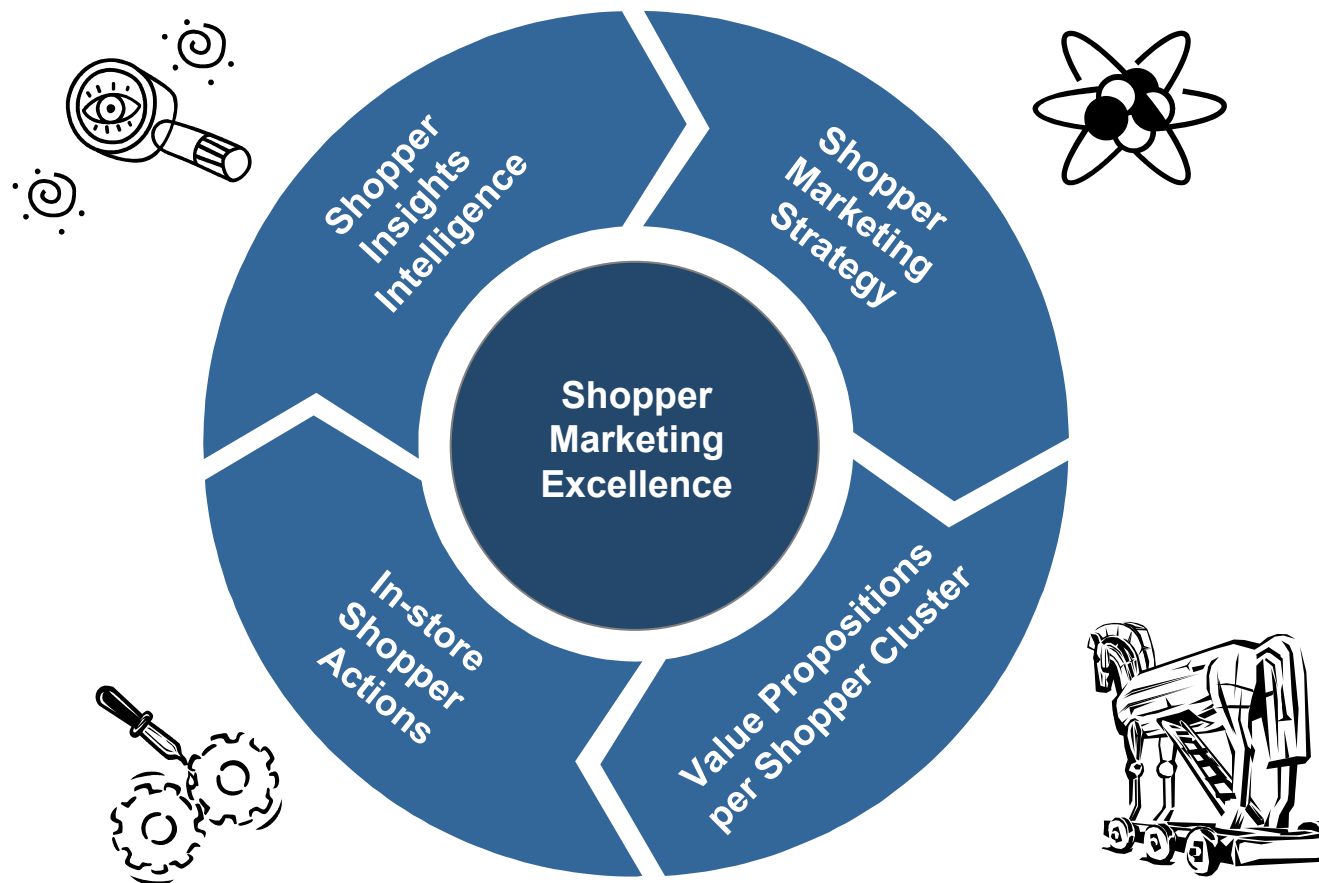 Shopper
Insights
Intelligence
Shopper
Marketing
Strategy
Shopper
Marketing
Excellence
In-store
Shopper
Actions
Value Propositions
per Shopper Cluster